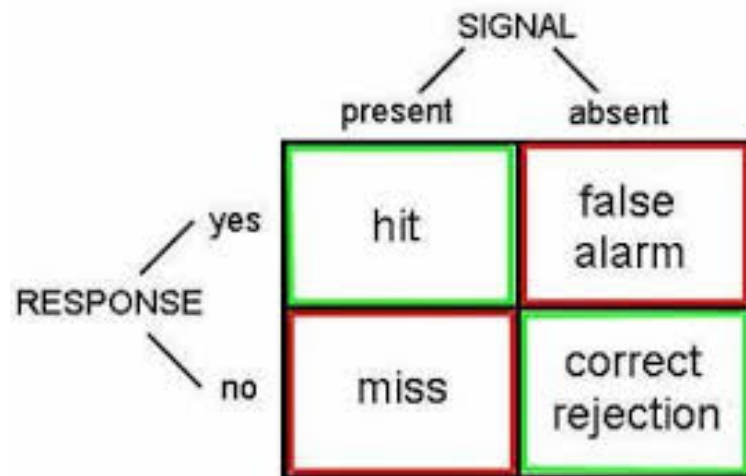 SIGNAL
present absent
yes hit false
alarm
RESPONSE
no miss correct
rejection